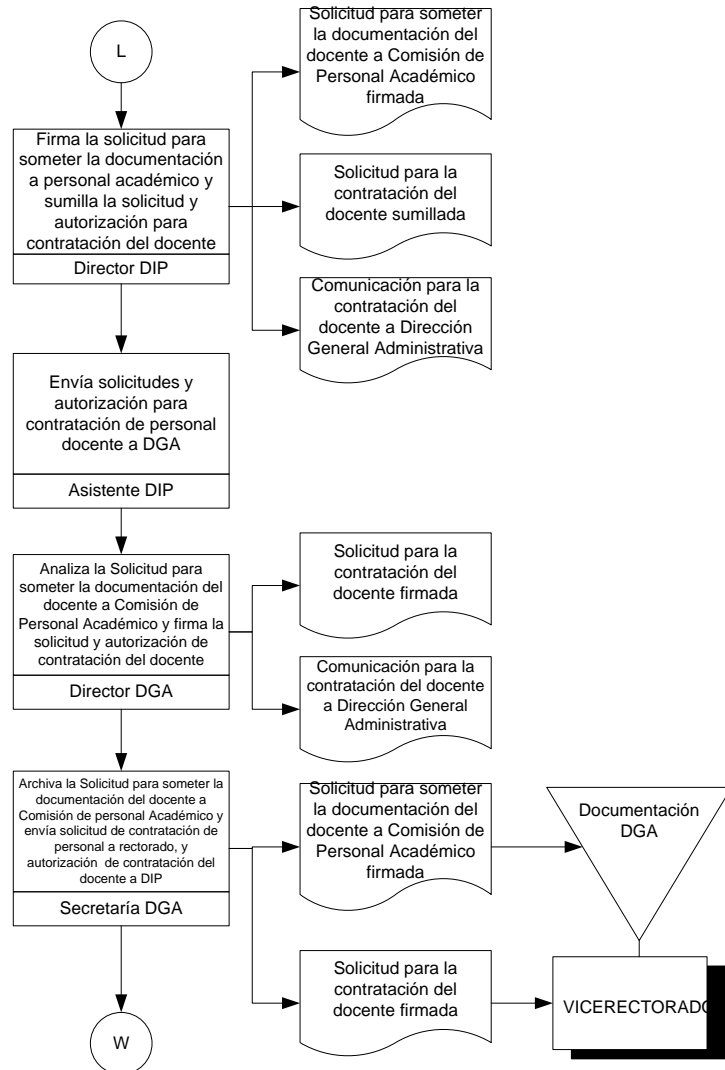 L
Solicitud para
someter la
documentación del
docente a Comisión de
Personal Académico
firmada
Firma la solicitud para
someter la documentación
a personal académico y
sumilla la solicitud y
autorización para
contratación del docente
Director DIP
Solicitud para la
contratación del
docente sumillada
Comunicación para la
contratación del
docente a Dirección
General Administrativa
Envía solicitudes y
autorización para
contratación de personal
docente a DGA
Asistente DIP
Analiza la Solicitud para
someter la documentación del
docente a Comisión de
Personal Académico y firma la
solicitud y autorización de
contratación del docente
Director DGA
Solicitud para la
contratación del
docente firmada
Comunicación para la
contratación del docente
a Dirección General
Administrativa
Archiva la Solicitud para someter la
documentación del docente a
Comisión de personal Académico y
envía solicitud de contratación de
personal a rectorado, y
autorización de contratación del
docente a DIP
Secretaría DGA
Solicitud para someter
la documentación del
docente a Comisión de
Personal Académico
firmada
Documentación
DGA
Solicitud para la
contratación del
docente firmada
VICERECTORADO
W